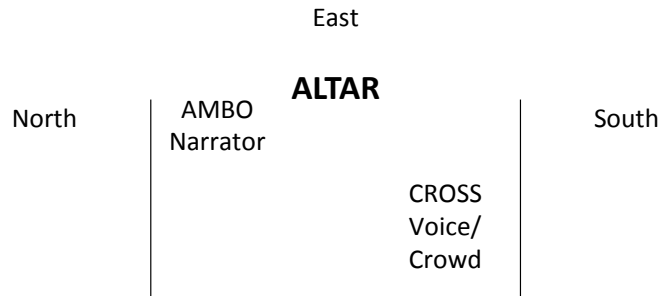 East
ALTAR
North
AMBO
Narrator
South
CROSS
Voice/
Crowd